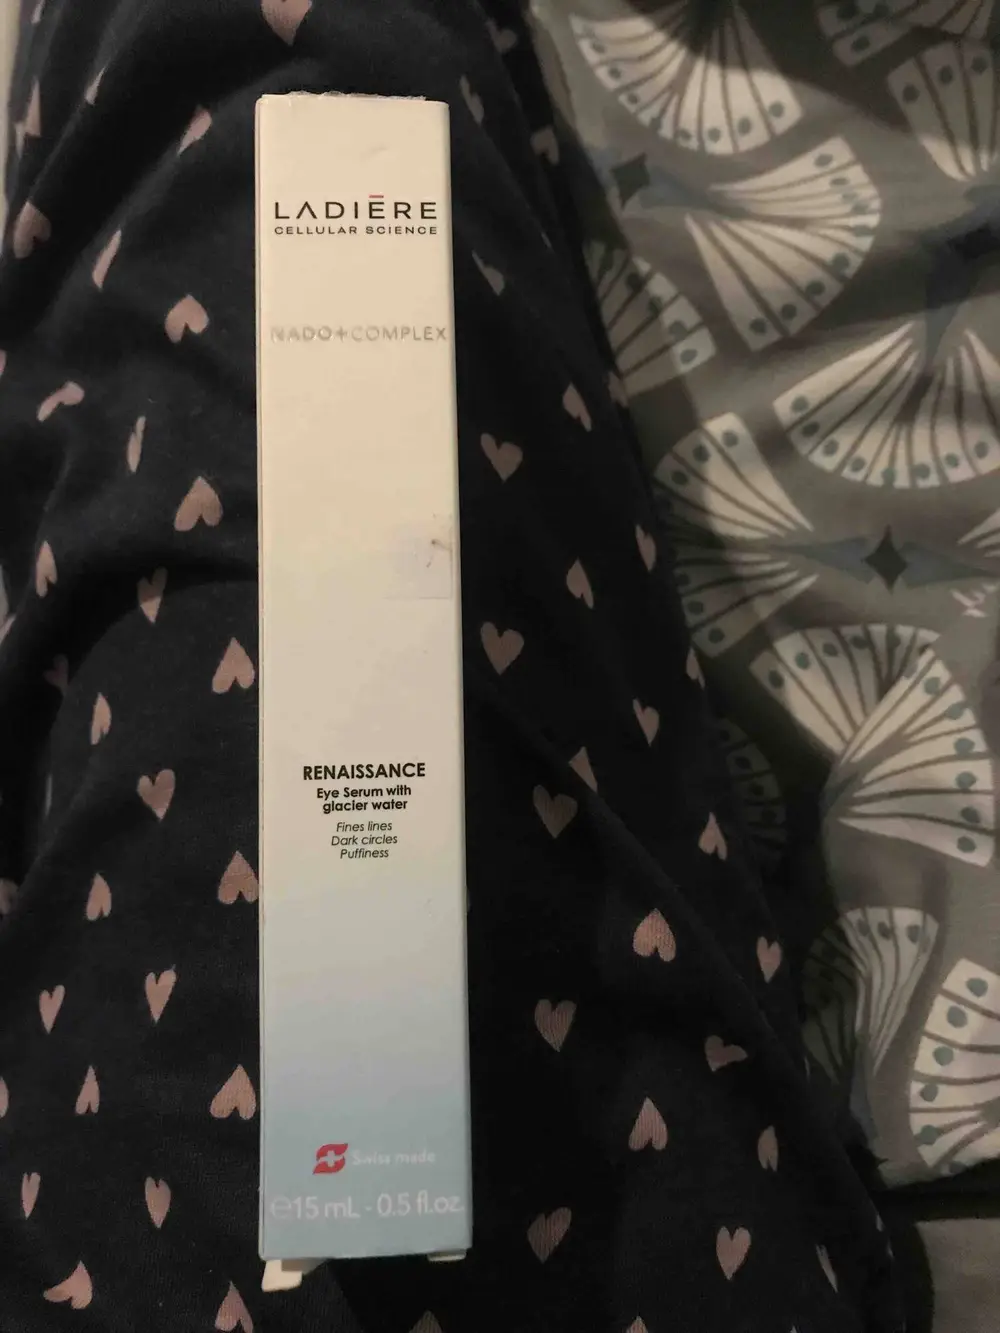 LADIĒRE
CELLULAR SCIENCE
NADO+COMPLEX
RENAISSANCE
Eye Serum with
glacier water
Fines lines
Dark circles
Puffiness
Swiss made
℮15 mL - 0.5 fl.oz.